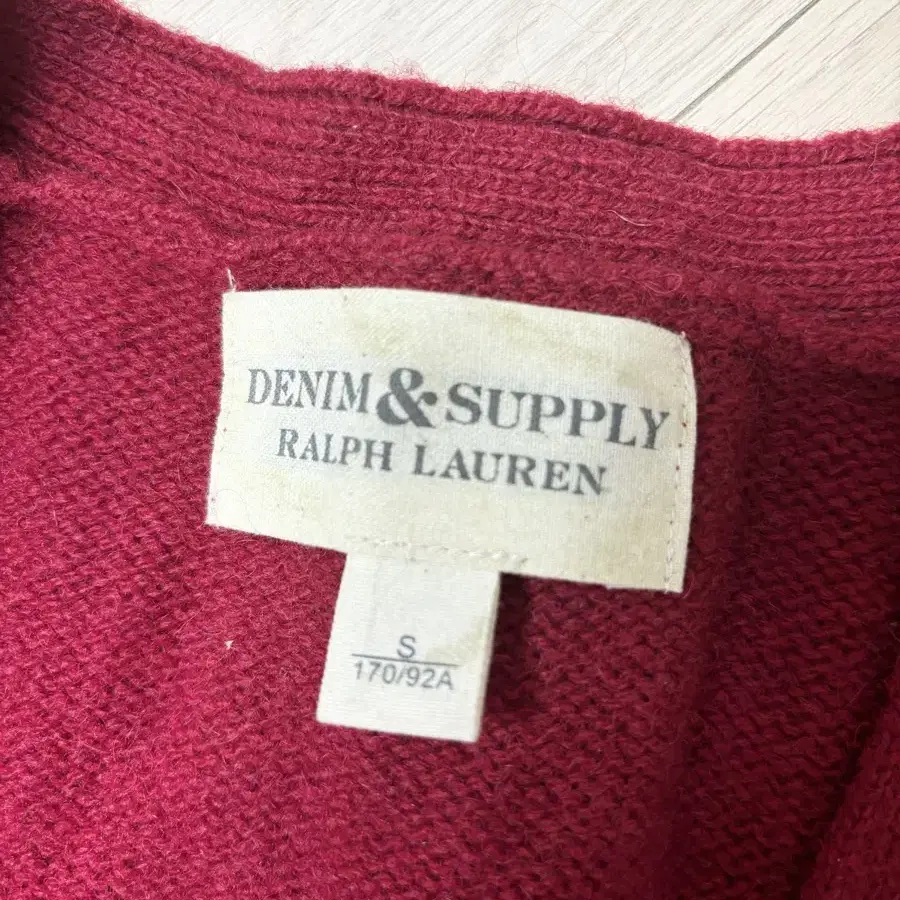 DENIM & SUPPLY
RALPH LAUREN
S
170/92A